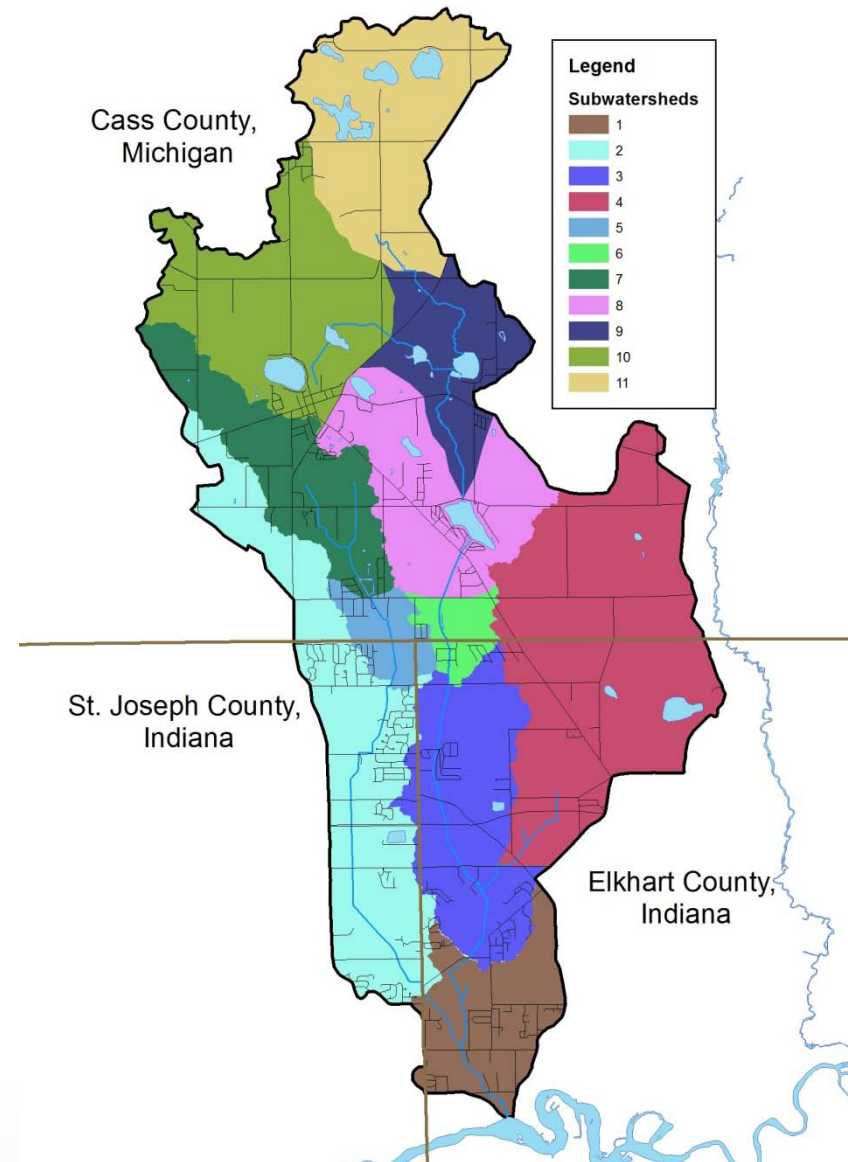 Cass County,
Michigan
Legend
Subwatersheds
1
2
3
4
5
6
7
8
9
10
11
St. Joseph County,
Indiana
Elkhart County,
Indiana